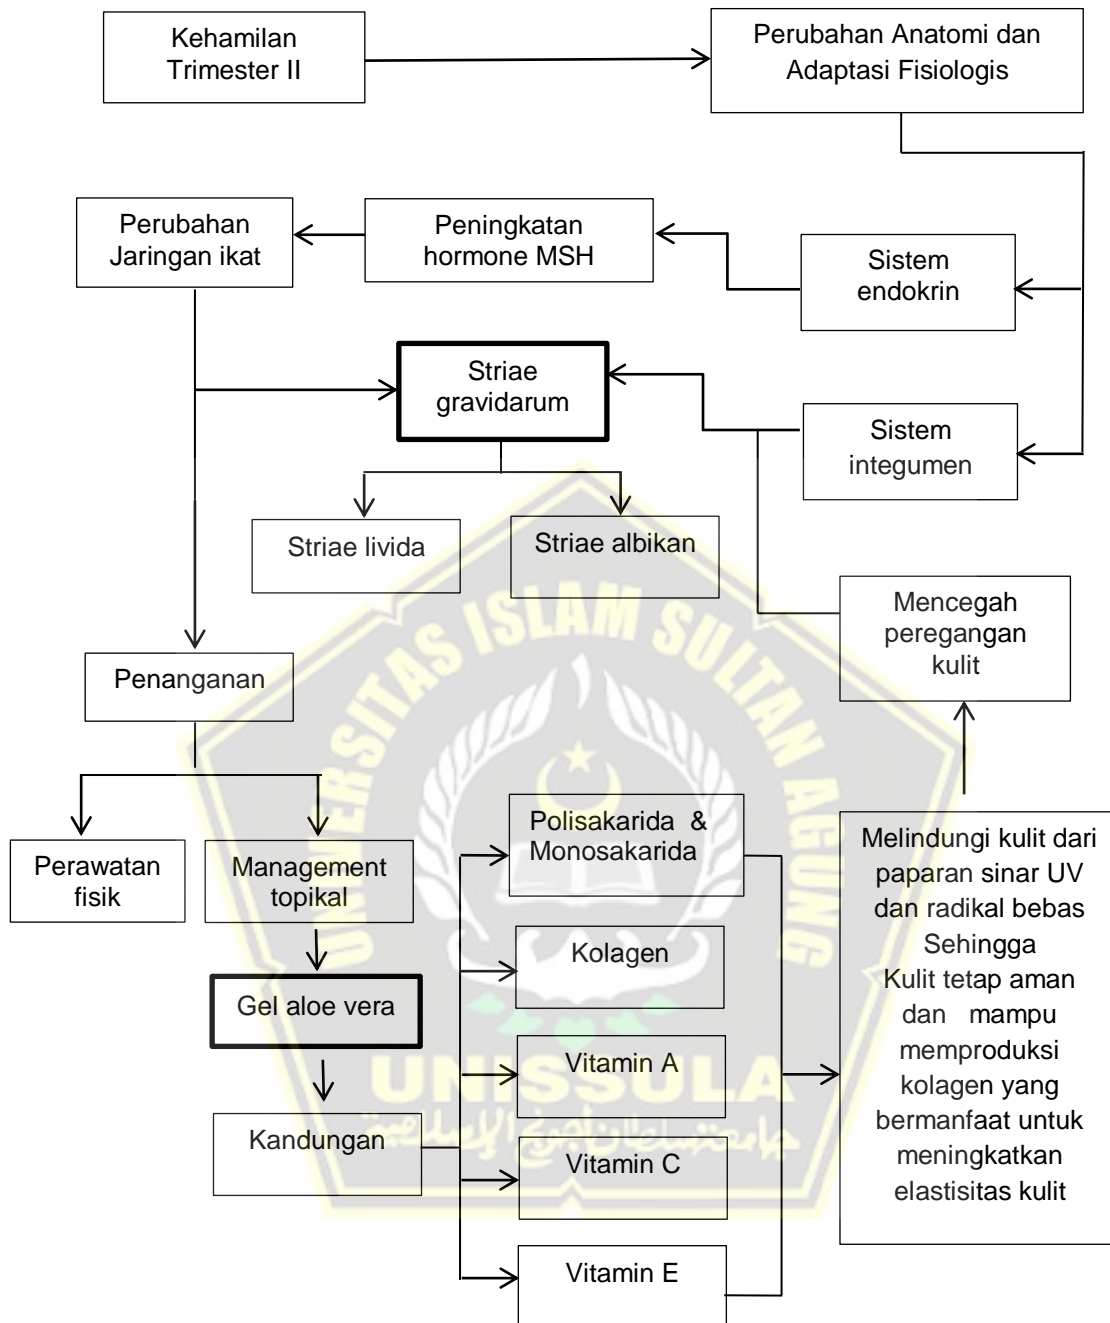 Kehamilan
Trimester II
Perubahan Anatomi dan
Adaptasi Fisiologis
Perubahan
Jaringan ikat
Peningkatan
hormone MSH
Sistem
endokrin
Striae
gravidarum
Sistem
integumen
Striae livida
Striae albikan
Mencegah
peregangan
kulit
Penanganan
Perawatan
fisik
Management
topikal
Polisakarida &
Monosakarida
Melindungi kulit dari
paparan sinar UV
dan radikal bebas
Sehingga
Kulit tetap aman
dan mampu
memproduksi
kolagen yang
bermanfaat untuk
meningkatkan
elastisitas kulit
Kolagen
Gel aloe vera
Vitamin A
Kandungan
Vitamin C
Vitamin E
UNIVERSITAS ISLAM SULTAN AGUNG
UNISSULA
جامعتسلطان أجونج الإسلامية